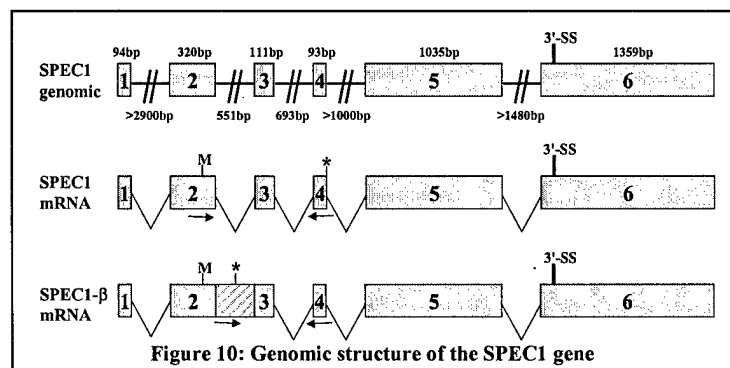 3'-SS
94bp 320bp 111bp 93bp 1035bp 1359bp
SPEC1 genomic 1 2 3 4 5 6
>2900bp 551bp 693bp >1000bp >1480bp
3'-SS
M *
SPEC1 mRNA 1 2 3 4 5 6
3'-SS
M *
SPEC1-β mRNA 1 2 3 4 5 6
Figure 10: Genomic structure of the SPEC1 gene